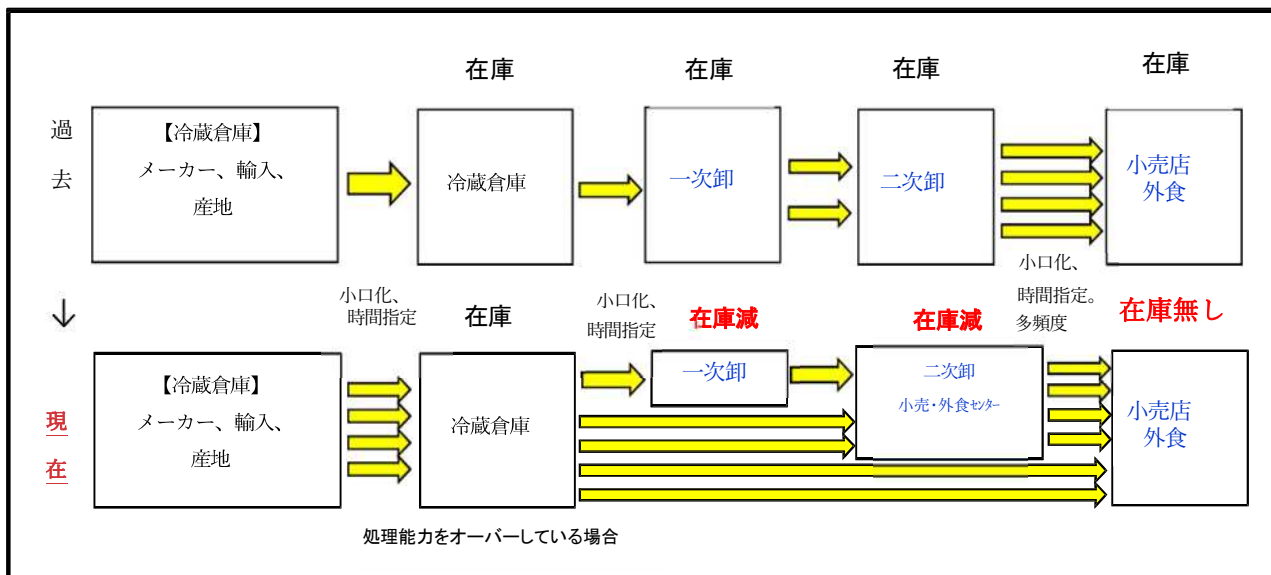 在庫
在庫
在庫
在庫
過
去
【冷蔵倉庫】
メーカー、輸入、
産地
冷蔵倉庫
一次卸
二次卸
小売店
外食
↓
小口化、
時間指定
在庫
小口化、
時間指定
在庫減
在庫減
小口化、
時間指定。
多頻度
在庫無し
現
在
【冷蔵倉庫】
メーカー、輸入、
産地
冷蔵倉庫
一次卸
二次卸
小売・外食センター
小売店
外食
処理能力をオーバーしている場合